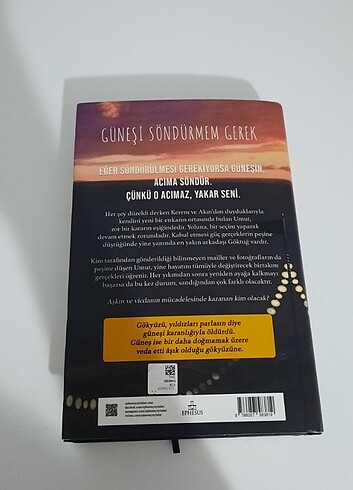 GÜNEŞİ SÖNDÜRMEM GEREK
EĞER SÖNDÜRÜLMESİ GEREKİYORSA GÜNEŞİN,
ACIMA SÖNDÜR.
ÇÜNKÜ O ACIMAZ, YAKAR SENİ.
Her şey düzeldi derken Kerem ve Akın'dan duyduklarıyla
kendini yeni bir enkazın ortasında bulan Umut,
zor bir kararın eşiğindedir. Yoluna, bir seçim yaparak
devam etmek zorundadır. Kabul etmesi güç gerçeklerin peşine
düştüğünde yine yanında en yakın arkadaşı Göktuğ vardır.
Kim tarafından gönderildiği bilinmeyen mailler ve fotoğrafların da
peşine düşen Umut, yine hayatını tümüyle değiştirecek birtakım
gerçekleri öğrenir. Her yıkımdan sonra yeniden ayağa kalkmayı
başarsa da bu kez durum, sandığından çok farklı olacaktır.
Aşkın ve vicdanın mücadelesinde kazanan kim olacak?
Gökyüzü, yıldızları parlasın diye
güneşi karanlığıyla öldürdü.
Güneş ise bir daha doğmamak üzere
veda etti âşık olduğu gökyüzüne.
EPHESUS